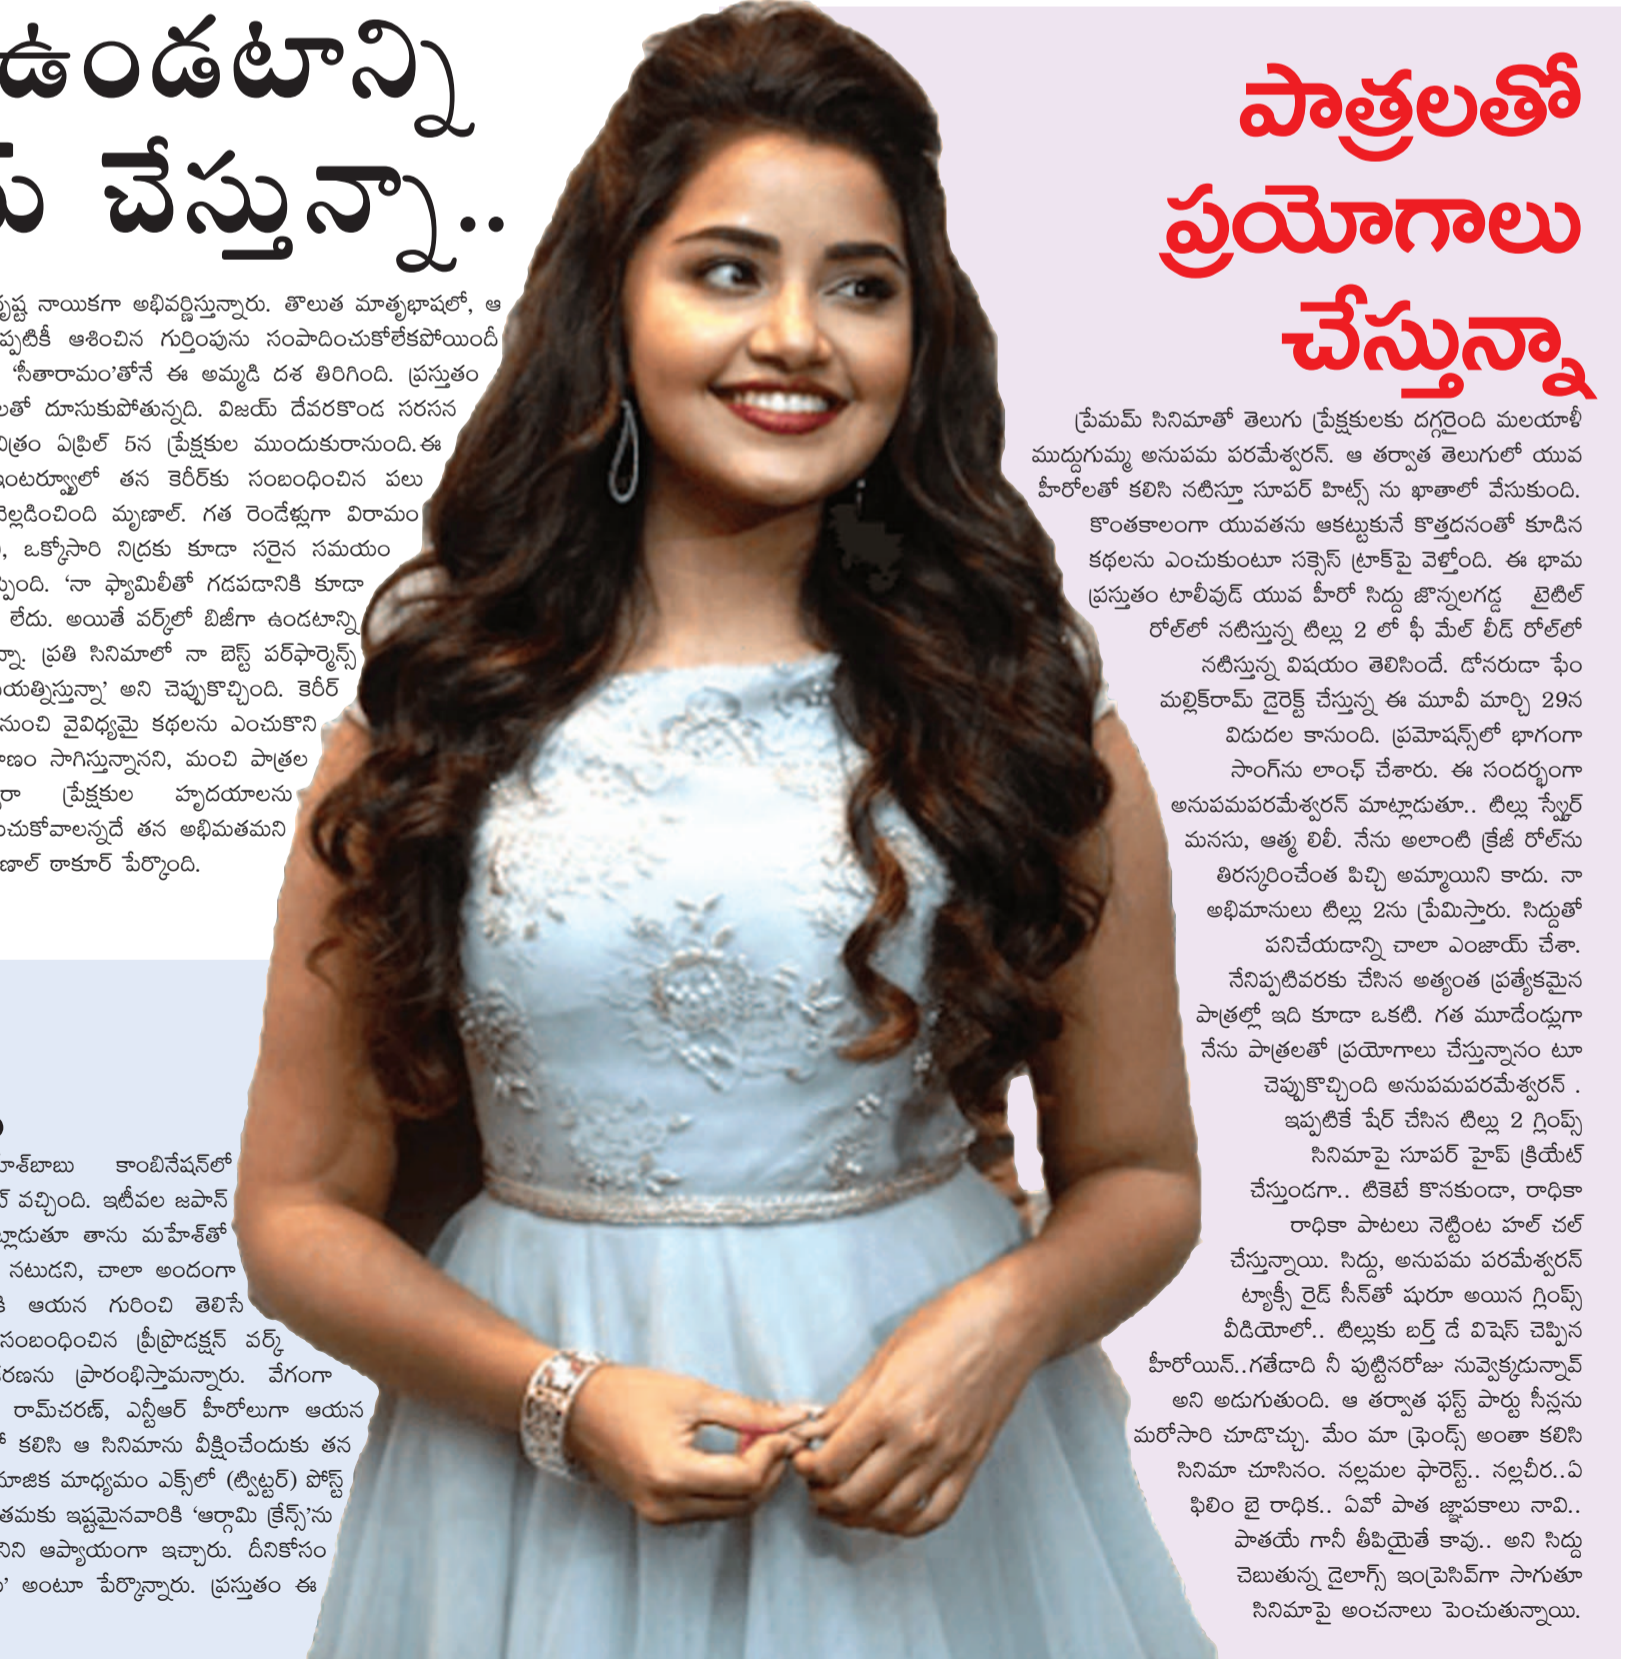 ఉండటాన్ని
చేస్తున్నా..
నాయికగా అభివర్ణిస్తున్నారు. తొలుత మాతృభాషలో, ఆ
ఆశించిన గుర్తింపును సంపాదించుకోలేకపోయిందీ
‘సీతారామం’తోనే ఈ అమ్మడి దశ తిరిగింది. ప్రస్తుతం
దూసుకుపోతున్నది. విజయ్ దేవరకొండ సరసన
ఏప్రిల్ 5న ప్రేక్షకుల ముందుకురానుంది.ఈ
తన కెరీర్‌కు సంబంధించిన పలు
మృణాల్. గత రెండేళ్లుగా విరామం
ఒక్కోసారి నిద్రకు కూడా సరైన సమయం
‘నా ఫ్యామిలీతో గడపడానికి కూడా
లేదు. అయితే వర్క్‌లో బిజీగా ఉండటాన్ని
ప్రతి సినిమాలో నా బెస్ట్ పర్‌ఫార్మెన్స్
అని చెప్పుకొచ్చింది. కెరీర్
నుంచి వైవిధ్యమై కథలను ఎంచుకొని
సాగిస్తున్నానని, మంచి పాత్రల
ప్రేక్షకుల హృదయాలను
తన అభిమతమని
ఠాకూర్ పేర్కొంది.
కాంబినేషన్‌లో
వచ్చింది. ఇటీవల జపాన్
తాను మహేశ్‌తో
నటుడని, చాలా అందంగా
ఆయన గురించి తెలిసే
సంబంధించిన ప్రీప్రొడక్షన్ వర్క్
ప్రారంభిస్తామన్నారు. వేగంగా
రామ్‌చరణ్, ఎన్టీఆర్ హీరోలుగా ఆయన
కలిసి ఆ సినిమాను వీక్షించేందుకు తన
మాధ్యమం ఎక్స్‌లో (ట్విట్టర్) పోస్ట్
తమకు ఇష్టమైనవారికి ‘ఆర్గామి క్రేన్స్’ను
ఆప్యాయంగా ఇచ్చారు. దీనికోసం
అంటూ పేర్కొన్నారు. ప్రస్తుతం ఈ
పాత్రలతో
ప్రయోగాలు
చేస్తున్నా
ప్రేమమ్ సినిమాతో తెలుగు ప్రేక్షకులకు దగ్గరైంది మలయాళీ
ముద్దుగుమ్మ అనుపమ పరమేశ్వరన్. ఆ తర్వాత తెలుగులో యువ
హీరోలతో కలిసి నటిస్తూ సూపర్ హిట్స్ ను ఖాతాలో వేసుకుంది.
కొంతకాలంగా యువతను ఆకట్టుకునే కొత్తదనంతో కూడిన
కథలను ఎంచుకుంటూ సక్సెస్ ట్రాక్‌పై వెళ్తోంది. ఈ భామ
ప్రస్తుతం టాలీవుడ్ యువ హీరో సిద్దు జొన్నలగడ్డ టైటిల్
రోల్‌లో నటిస్తున్న టిల్లు 2 లో ఫీ మేల్ లీడ్ రోల్‌లో
నటిస్తున్న విషయం తెలిసిందే. డోనరుడా ఫేం
మల్లిక్‌రామ్ డైరెక్ట్ చేస్తున్న ఈ మూవీ మార్చి 29న
విడుదల కానుంది. ప్రమోషన్స్‌లో భాగంగా
సాంగ్‌ను లాంఛ్ చేశారు. ఈ సందర్భంగా
అనుపమపరమేశ్వరన్ మాట్లాడుతూ.. టిల్లు స్క్వేర్
మనసు, ఆత్మ లిలీ. నేను అలాంటి క్రేజీ రోల్‌ను
తిరస్కరించేంత పిచ్చి అమ్మాయిని కాదు. నా
అభిమానులు టిల్లు 2ను ప్రేమిస్తారు. సిద్దుతో
పనిచేయడాన్ని చాలా ఎంజాయ్ చేశా.
నేనిప్పటివరకు చేసిన అత్యంత ప్రత్యేకమైన
పాత్రల్లో ఇది కూడా ఒకటి. గత మూడేండ్లుగా
నేను పాత్రలతో ప్రయోగాలు చేస్తున్నానం టూ
చెప్పుకొచ్చింది అనుపమపరమేశ్వరన్ .
ఇప్పటికే షేర్ చేసిన టిల్లు 2 గ్లింప్స్
సినిమాపై సూపర్ హైప్ క్రియేట్
చేస్తుండగా.. టికెటే కొనకుండా, రాధికా
రాధికా పాటలు నెట్టింట హల్ చల్
చేస్తున్నాయి. సిద్దు, అనుపమ పరమేశ్వరన్
ట్యాక్సీ రైడ్ సీన్‌తో షురూ అయిన గ్లింప్స్
వీడియోలో.. టిల్లుకు బర్త్ డే విషెస్ చెప్పిన
హీరోయిన్..గతేడాది నీ పుట్టినరోజు నువ్వెక్కడున్నావ్
అని అడుగుతుంది. ఆ తర్వాత ఫస్ట్ పార్టు సీన్లను
మరోసారి చూడొచ్చు. మేం మా ఫ్రెండ్స్ అంతా కలిసి
సినిమా చూసినం. నల్లమల ఫారెస్ట్.. నల్లచీర..ఏ
ఫిలిం బై రాధిక.. ఏవో పాత జ్ఞాపకాలు నావి..
పాతయే గానీ తీపియైతే కావు.. అని సిద్దు
చెబుతున్న డైలాగ్స్ ఇంప్రెసివ్‌గా సాగుతూ
సినిమాపై అంచనాలు పెంచుతున్నాయి.